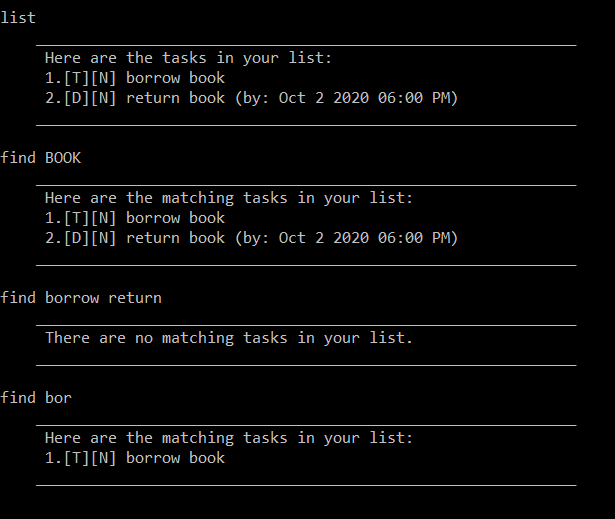 list
Here are the tasks in your list:
1.[T][N] borrow book
2.[D][N] return book (by: Oct 2 2020 06:00 PM)
find BOOK
Here are the matching tasks in your list:
1.[T][N] borrow book
2.[D][N] return book (by: Oct 2 2020 06:00 PM)
find borrow return
There are no matching tasks in your list.
find bor
Here are the matching tasks in your list:
1.[T][N] borrow book